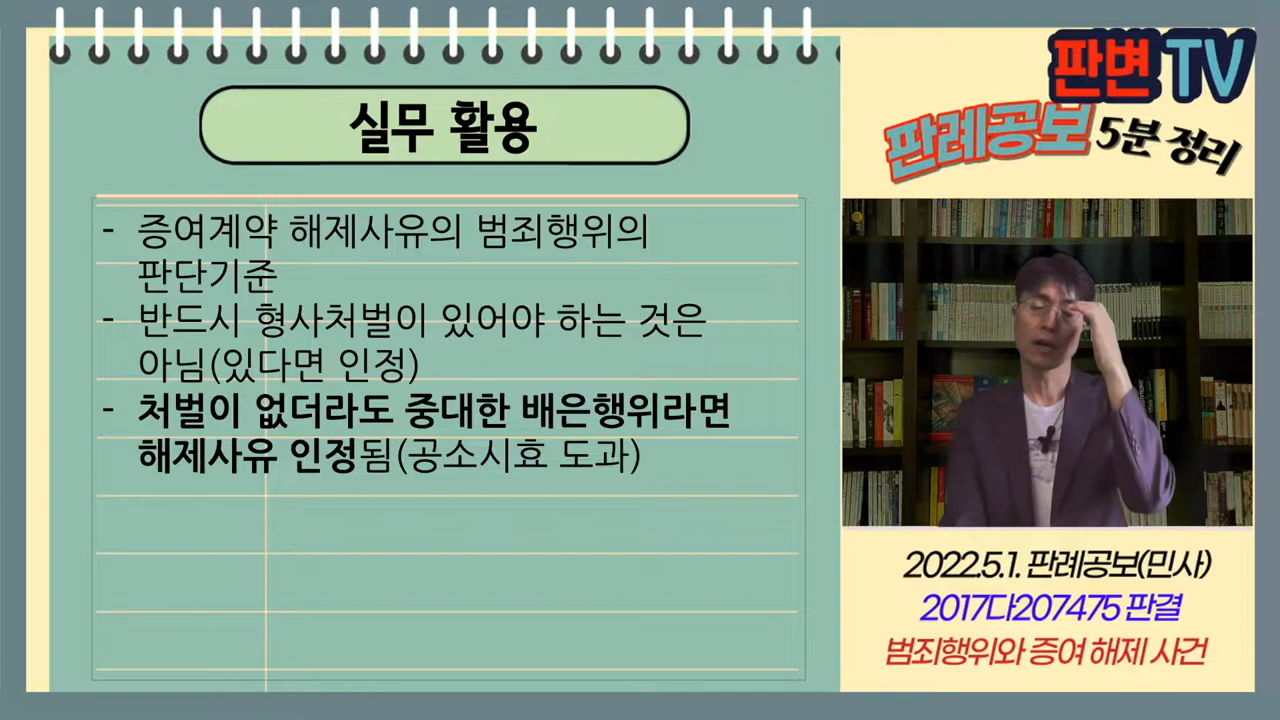 실무 활용
- 증여계약 해제사유의 범죄행위의
판단기준
- 반드시 형사처벌이 있어야 하는 것은
아님(있다면 인정)
- 처벌이 없더라도 중대한 배은행위라면
해제사유 인정됨(공소시효 도과)
판변 TV
판례공보 5분 정리
2022.5.1. 판례공보(민사)
2017다207475 판결
범죄행위와 증여 해제 사건